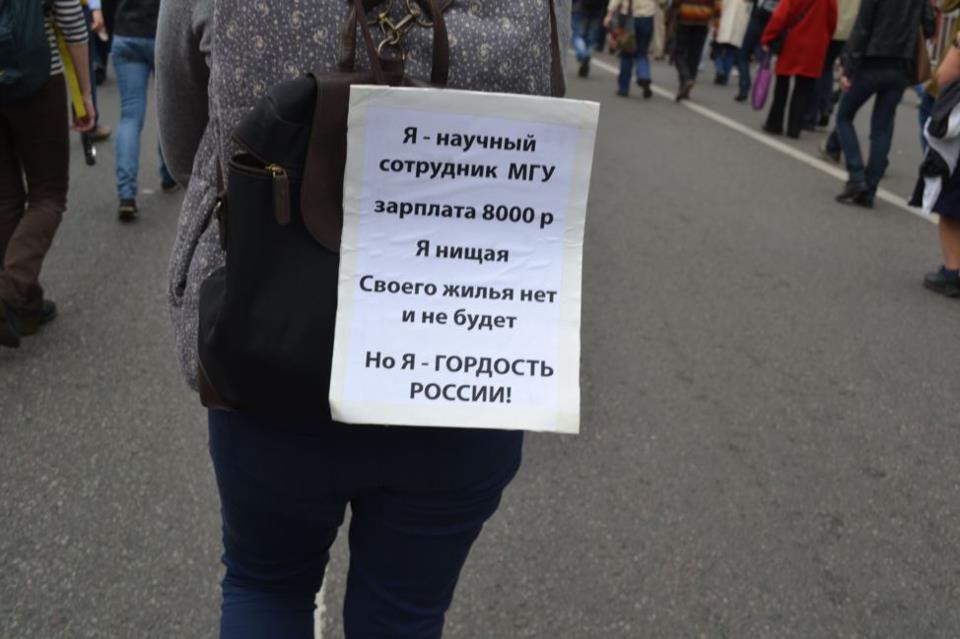 Я - научный
сотрудник МГУ
зарплата 8000 р
Я нищая
Своего жилья нет
и не будет
Но Я - ГОРДОСТЬ
РОССИИ!